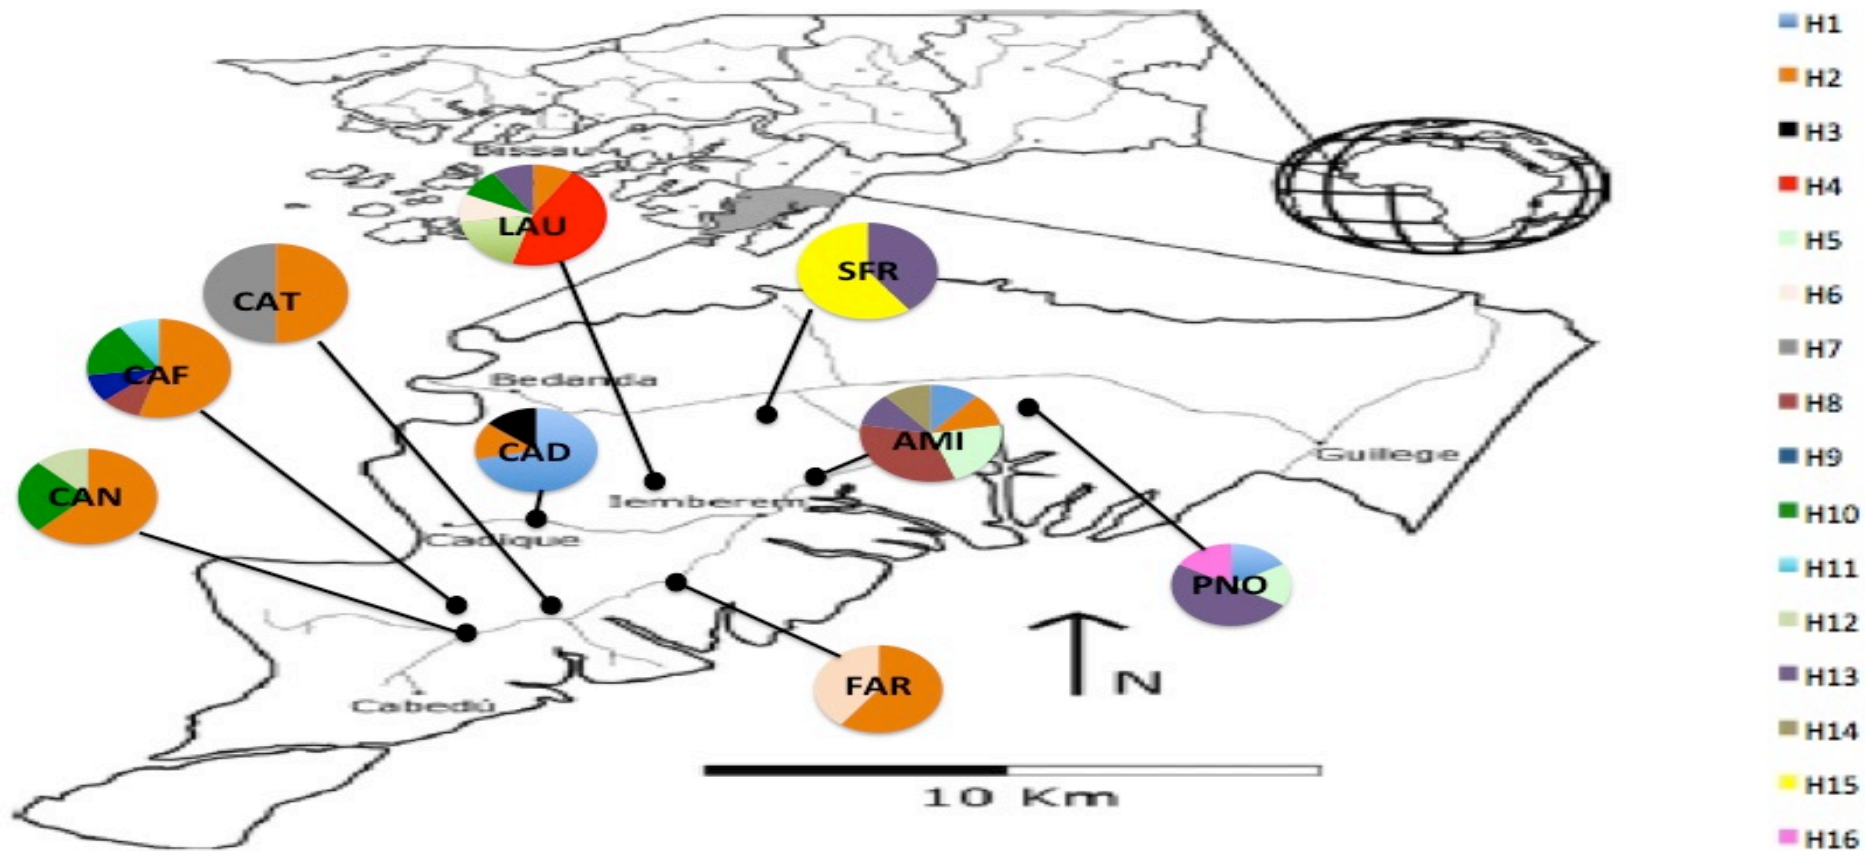 Bissau
LAU
SFR
CAT
CAF
Bedanda
CAD
AMI
Guilege
CAN
Iemberem
Cadique
PNO
FAR
N
Cabedú
10 Km
H1
H2
H3
H4
H5
H6
H7
H8
H9
H10
H11
H12
H13
H14
H15
H16